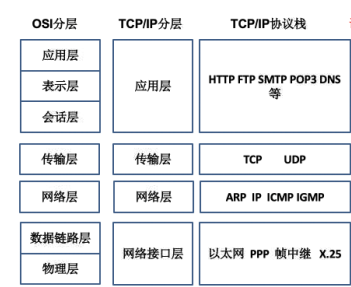 OSI分层 TCP/IP分层 TCP/IP协议栈
应用层
表示层
会话层
应用层
HTTP FTP SMTP POP3 DNS
等
传输层 传输层 TCP UDP
网络层 网络层 ARP IP ICMP IGMP
数据链路层
物理层
网络接口层
以太网 PPP 帧中继 X.25